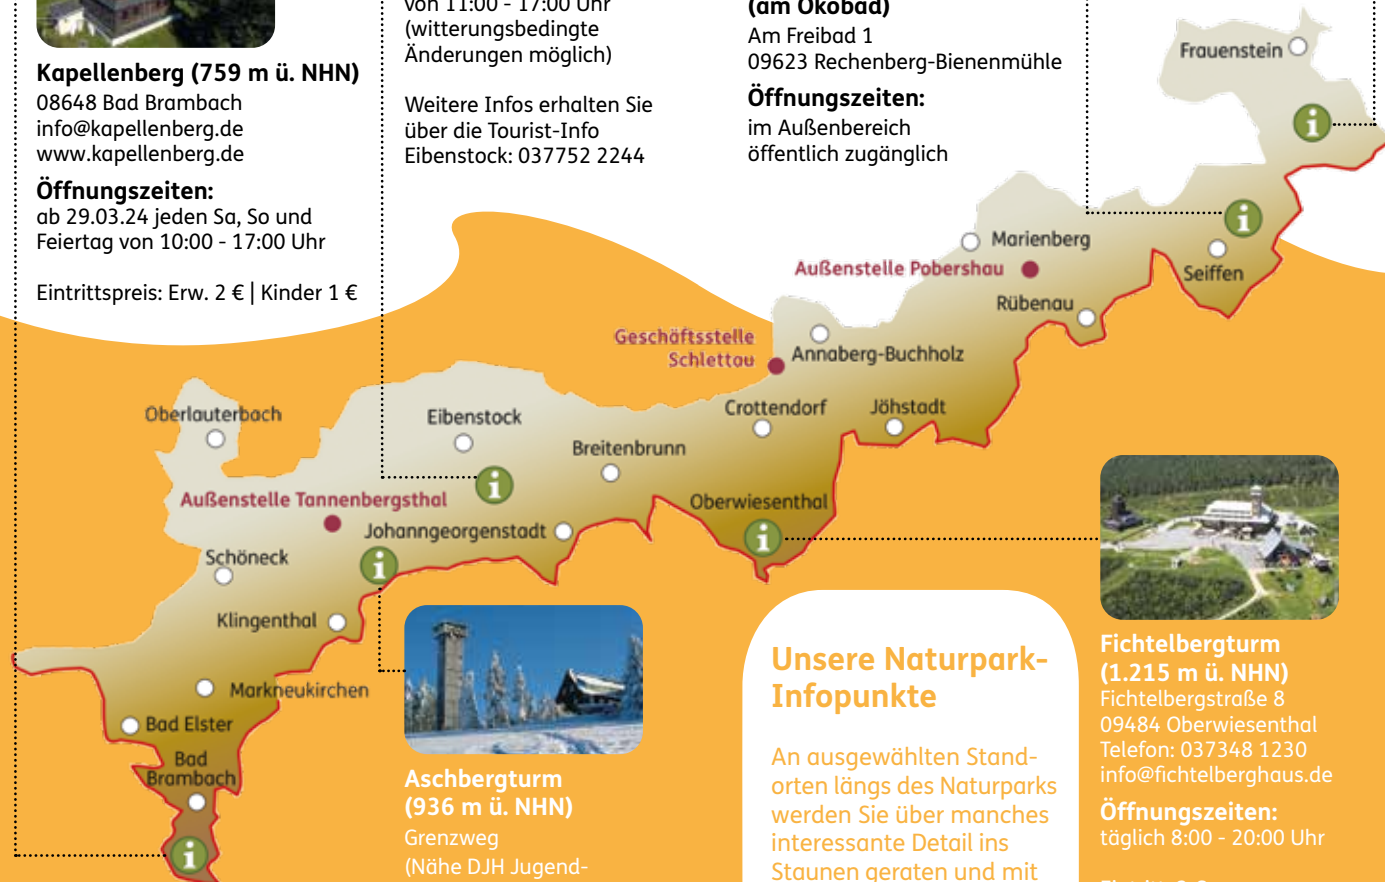 Kapellenberg (759 m ü. NHN)
08648 Bad Brambach
info@kapellenberg.de
www.kapellenberg.de
Öffnungszeiten:
ab 29.03.24 jeden Sa, So und
Feiertag von 10:00 - 17:00 Uhr
Eintrittspreis: Erw. 2 € | Kinder 1 €
von 11:00 - 17:00 Uhr
(witterungsbedingte
Änderungen möglich)
Weitere Infos erhalten Sie
über die Tourist-Info
Eibenstock: 037752 2244
(am Ökobad)
Am Freibad 1
09623 Rechenberg-Bienenmühle
Öffnungszeiten:
im Außenbereich
öffentlich zugänglich
Frauenstein
i
i
Marienberg
Außenstelle Pobershau
Seiffen
Rübenau
Geschäftsstelle
Schlettau
Annaberg-Buchholz
Crottendorf
Jöhstadt
Oberlauterbach
Eibenstock
Breitenbrunn
i
Außenstelle Tannenbergsthal
Oberwiesenthal
Johanngeorgenstadt
i
Schöneck
i
Klingenthal
Markneukirchen
Bad Elster
Bad
Brambach
i
Aschbergturm
(936 m ü. NHN)
Grenzweg
(Nähe DJH Jugend-
Unsere Naturpark-
Infopunkte
An ausgewählten Stand-
orten längs des Naturparks
werden Sie über manches
interessante Detail ins
Staunen geraten und mit
Fichtelbergturm
(1.215 m ü. NHN)
Fichtelbergstraße 8
09484 Oberwiesenthal
Telefon: 037348 1230
info@fichtelberghaus.de
Öffnungszeiten:
täglich 8:00 - 20:00 Uhr